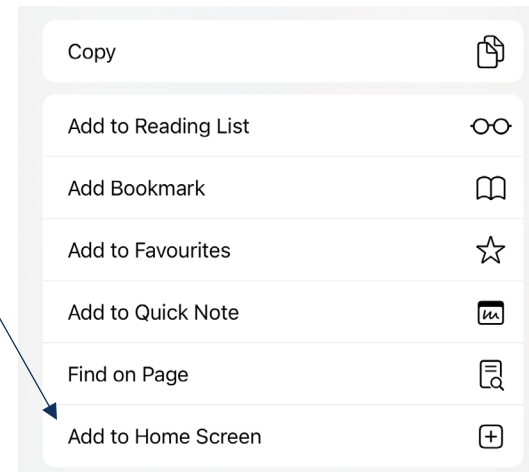 Copy
Add to Reading List
Add Bookmark
Add to Favourites
Add to Quick Note
Find on Page
Add to Home Screen